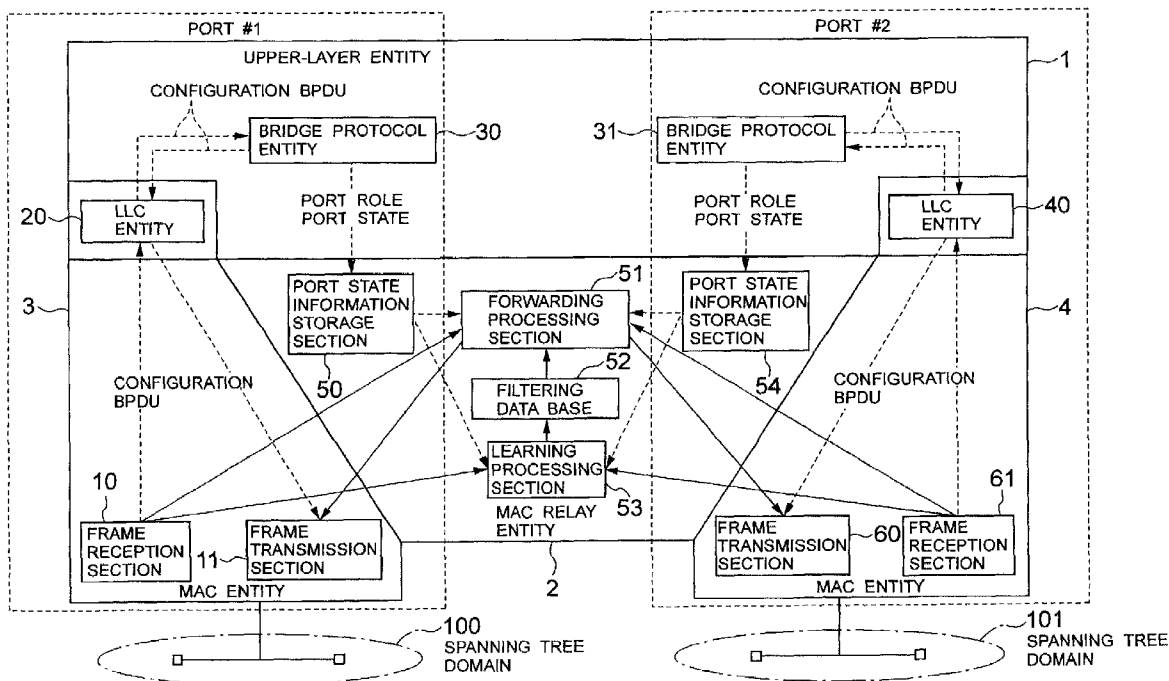 PORT #1
PORT #2
UPPER-LAYER ENTITY
1
CONFIGURATION BPDU
CONFIGURATION BPDU
BRIDGE PROTOCOL
ENTITY
30
31
BRIDGE PROTOCOL
ENTITY
20
LLC
ENTITY
PORT ROLE
PORT STATE
PORT ROLE
PORT STATE
LLC
ENTITY
40
3
PORT STATE
INFORMATION
STORAGE
SECTION
50
51
FORWARDING
PROCESSING
SECTION
PORT STATE
INFORMATION
STORAGE
SECTION
54
4
52
FILTERING
DATA BASE
CONFIGURATION
BPDU
CONFIGURATION
BPDU
LEARNING
PROCESSING
SECTION
53
MAC RELAY
ENTITY
10
FRAME
RECEPTION
SECTION
11
FRAME
TRANSMISSION
SECTION
MAC ENTITY
2
FRAME
TRANSMISSION
SECTION
60
61
FRAME
RECEPTION
SECTION
MAC ENTITY
100
SPANNING TREE
DOMAIN
101
SPANNING TREE
DOMAIN